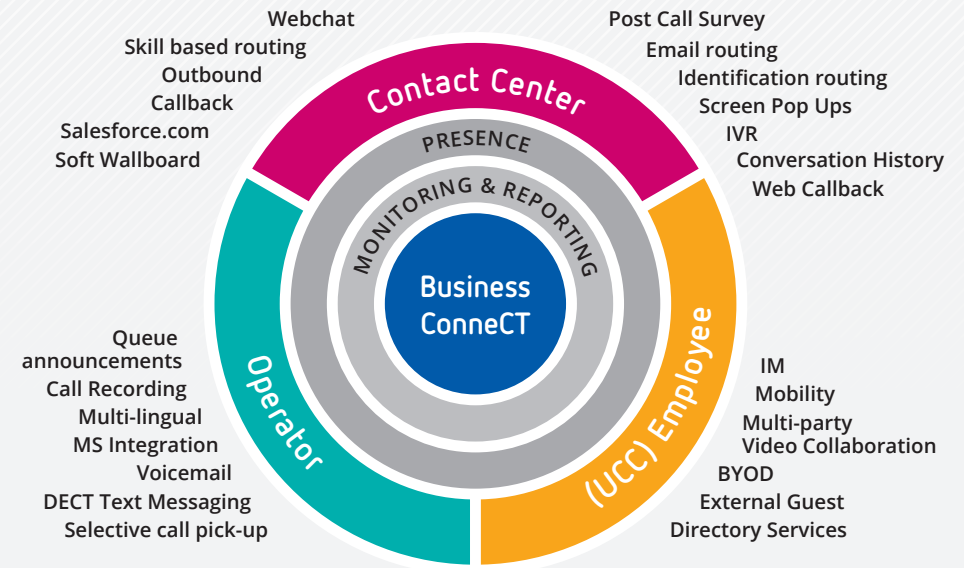 Webchat
Skill based routing
Outbound
Callback
Salesforce.com
Soft Wallboard
Post Call Survey
Email routing
Identification routing
Screen Pop Ups
IVR
Conversation History
Web Callback
Contact Center
PRESENCE
MONITORING & REPORTING
Business
ConneCT
Operator
(UCC) Employee
Queue
announcements
Call Recording
Multi-lingual
MS Integration
Voicemail
DECT Text Messaging
Selective call pick-up
IM
Mobility
Multi-party
Video Collaboration
BYOD
External Guest
Directory Services